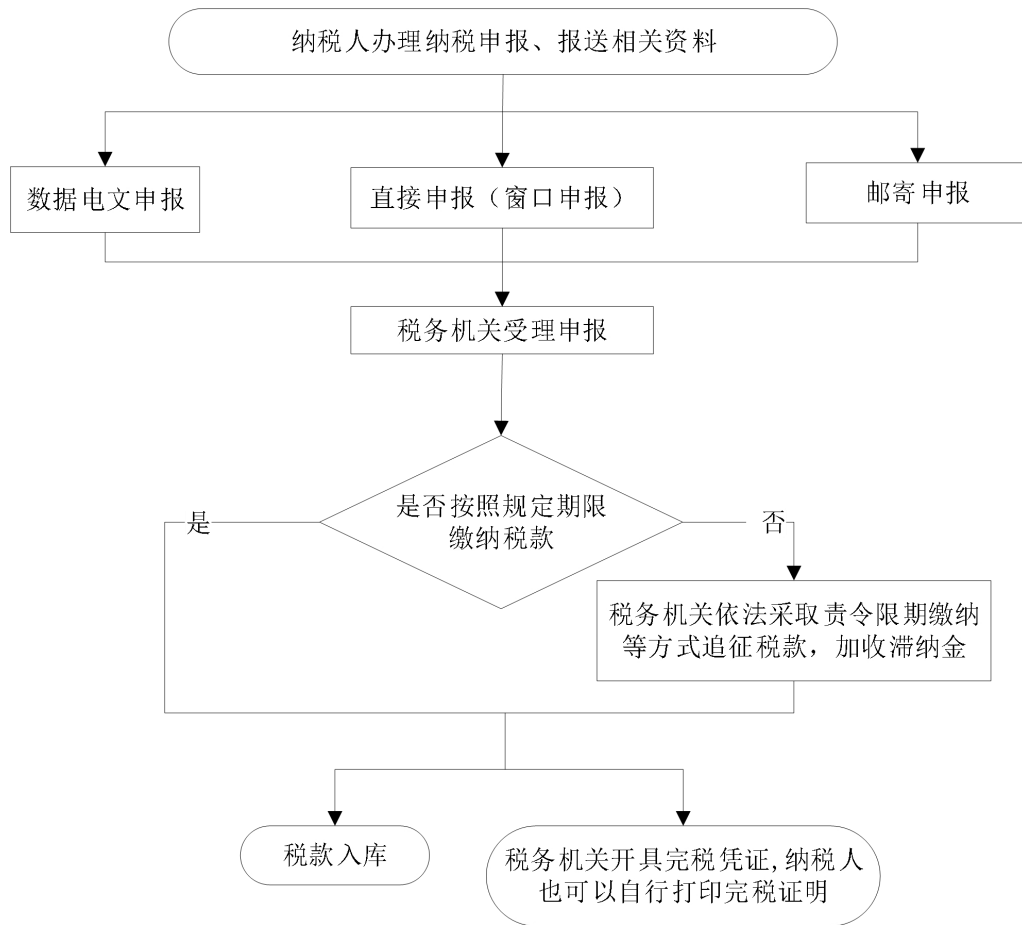 纳税人办理纳税申报、报送相关资料
数据电文申报
直接申报（窗口申报）
邮寄申报
税务机关受理申报
是否按照规定期限
缴纳税款
是
否
税务机关依法采取责令限期缴纳
等方式追征税款，加收滞纳金
税款入库
税务机关开具完税凭证,纳税人
也可以自行打印完税证明